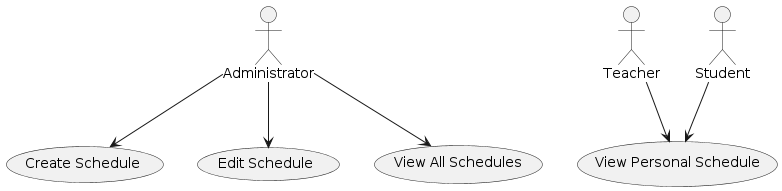 Administrator
Teacher
Student
Create Schedule
Edit Schedule
View All Schedules
View Personal Schedule